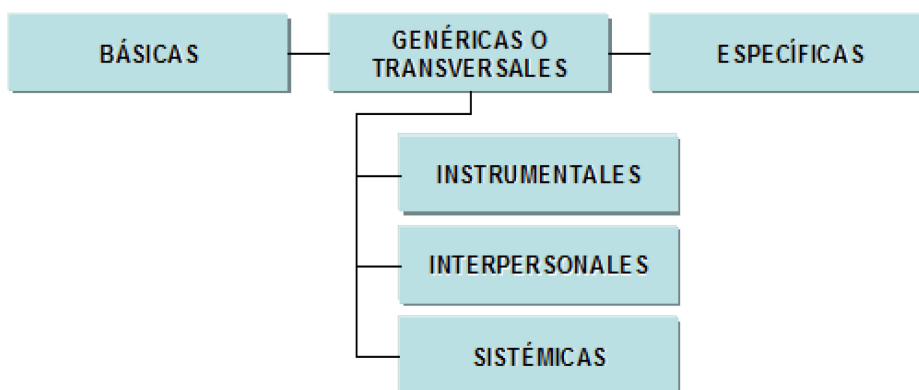 BÁSICAS
GENÉRICAS O
TRANSVERSALES
ESPECÍFICAS
INSTRUMENTALES
INTERPERSONALES
SISTÉMICAS